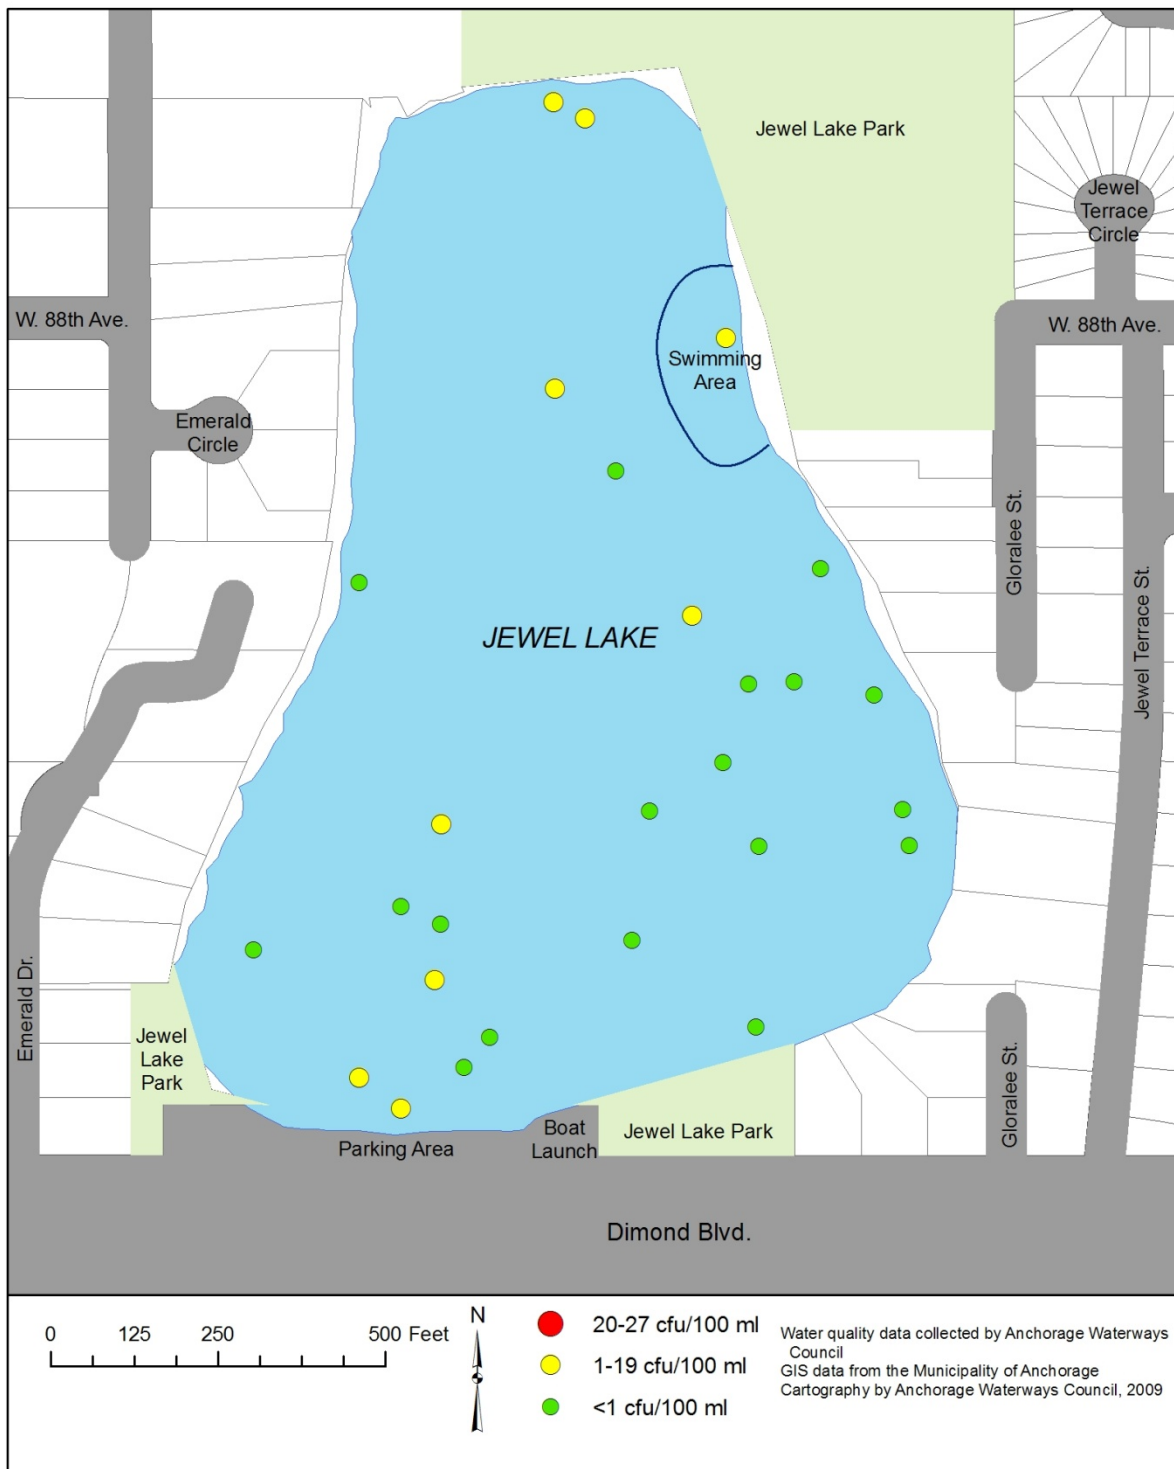 Jewel Lake Park
Jewel
Terrace
Circle
W. 88th Ave.
W. 88th Ave.
Swimming
Area
Emerald
Circle
Gloralee St.
Jewel Terrace St.
JEWEL LAKE
Emerald Dr.
Jewel
Lake
Park
Gloralee St.
Parking Area
Boat
Launch
Jewel Lake Park
Dimond Blvd.
0 125 250 500 Feet
N
20-27 cfu/100 ml
1-19 cfu/100 ml
<1 cfu/100 ml
Water quality data collected by Anchorage Waterways
Council
GIS data from the Municipality of Anchorage
Cartography by Anchorage Waterways Council, 2009